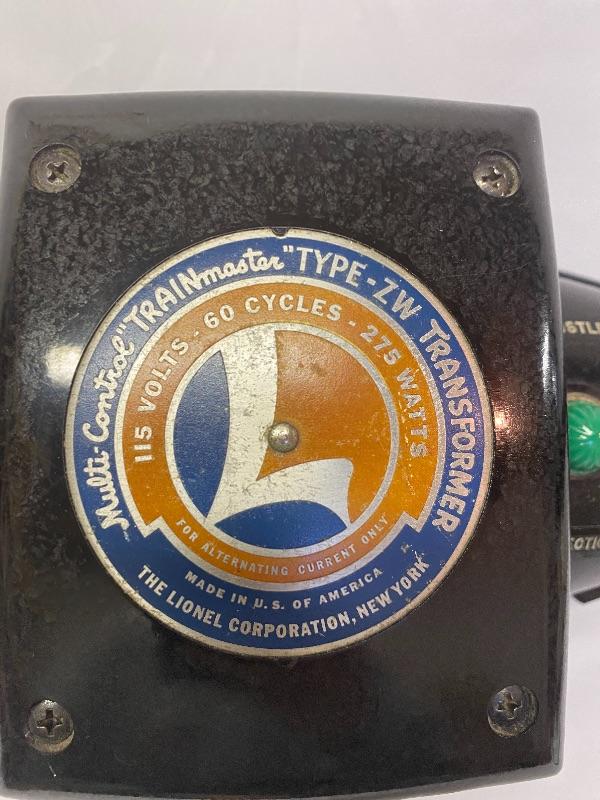 Multi-Control "TRAINmaster" TYPE-ZW TRANSFORMER
115 VOLTS - 60 CYCLES - 275 WATTS
L
FOR ALTERNATING CURRENT ONLY
MADE IN U.S. OF AMERICA
THE LIONEL CORPORATION, NEW YORK